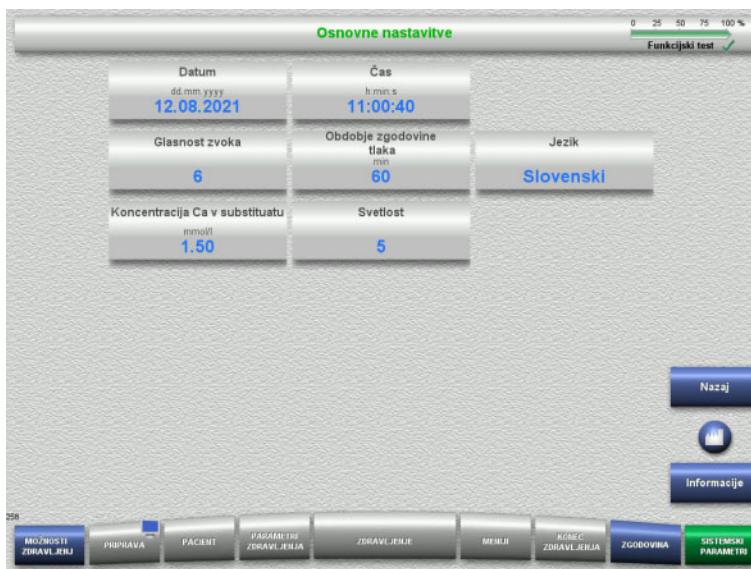 Osnovne nastavitve
0 25 50 75 100 %
Funkcijski test
Datum
dd.mm.yyyy
12.08.2021
Čas
h:min:s
11:00:40
Glasnost zvoka
6
Obdobje zgodovine
tlaka
min
60
Jezik
Slovenski
Koncentracija Ca v substituatu
mmol/l
1.50
Svetlost
5
Nazaj
Informacije
258
MOŽNOSTI
ZDRAVLJENJ
PRIPRAVA
PACIENT
PARAMETRI
ZDRAVLJENJA
ZDRAVLJENJE
MENIJI
KONEC
ZDRAVLJENJA
ZGODOVINA
SISTEMSKI
PARAMETRI